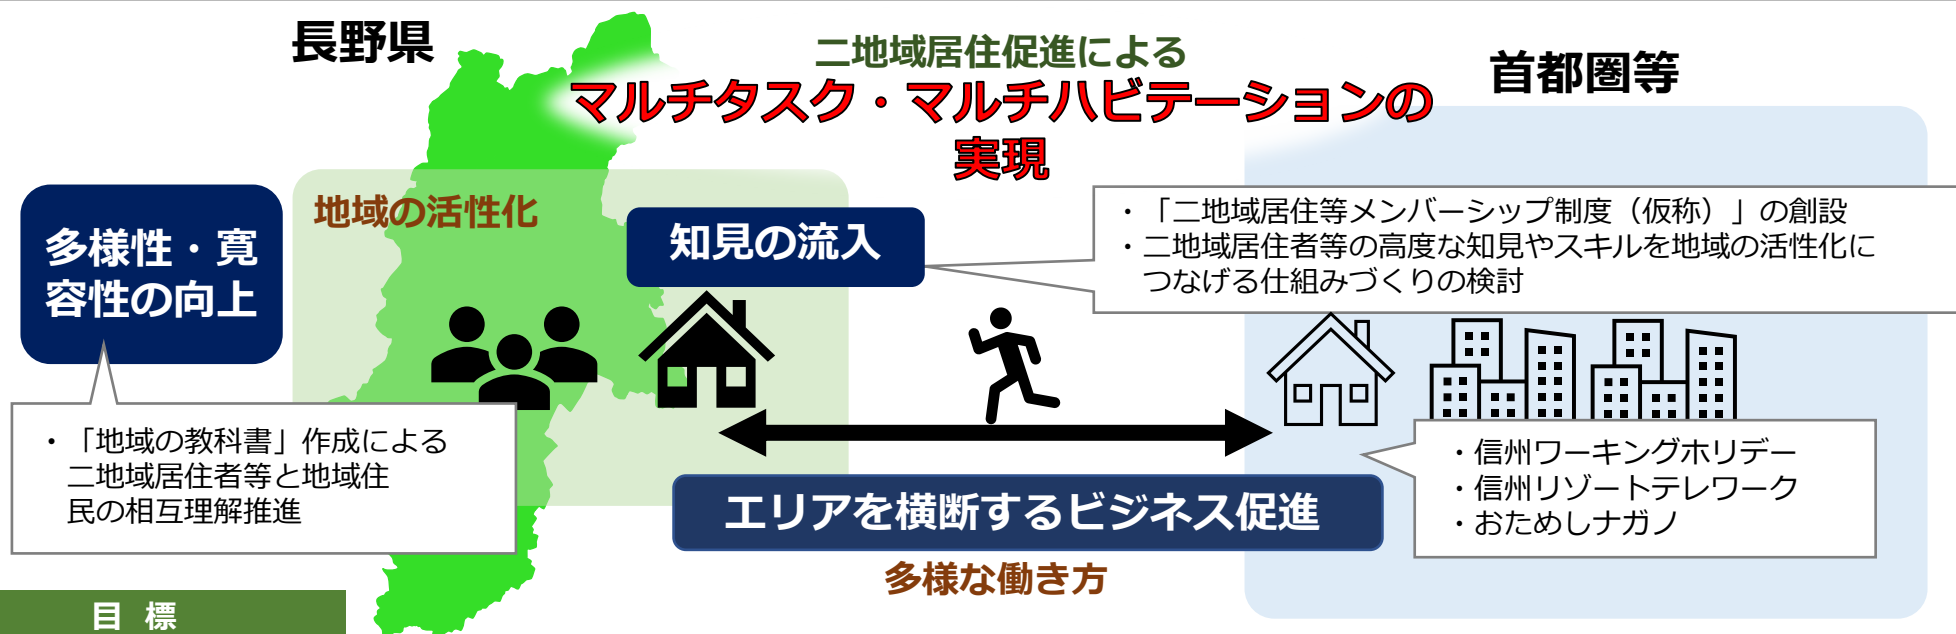 長野県
二地域居住促進による
マルチタスク・マルチハビテーションの
実現
首都圏等
地域の活性化
多様性・寛
容性の向上
知見の流入
・「二地域居住等メンバーシップ制度（仮称）」の創設
・二地域居住者等の高度な知見やスキルを地域の活性化に
つなげる仕組みづくりの検討
・「地域の教科書」作成による
二地域居住者等と地域住
民の相互理解推進
エリアを横断するビジネス促進
多様な働き方
・信州ワーキングホリデー
・信州リゾートテレワーク
・おためしナガノ
目 標